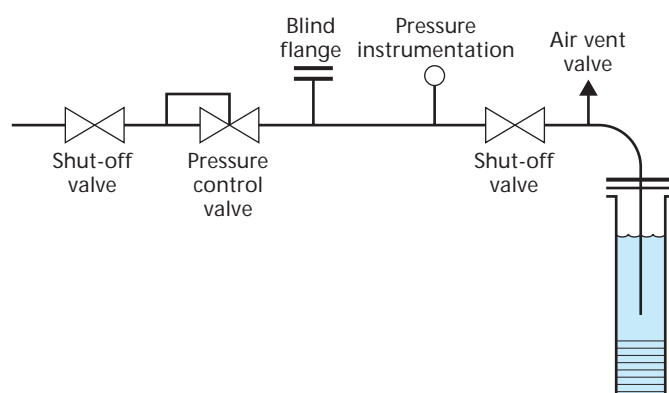 Blind
flange
Pressure
instrumentation
Air vent
valve
Shut-off
valve
Pressure
control
valve
Shut-off
valve